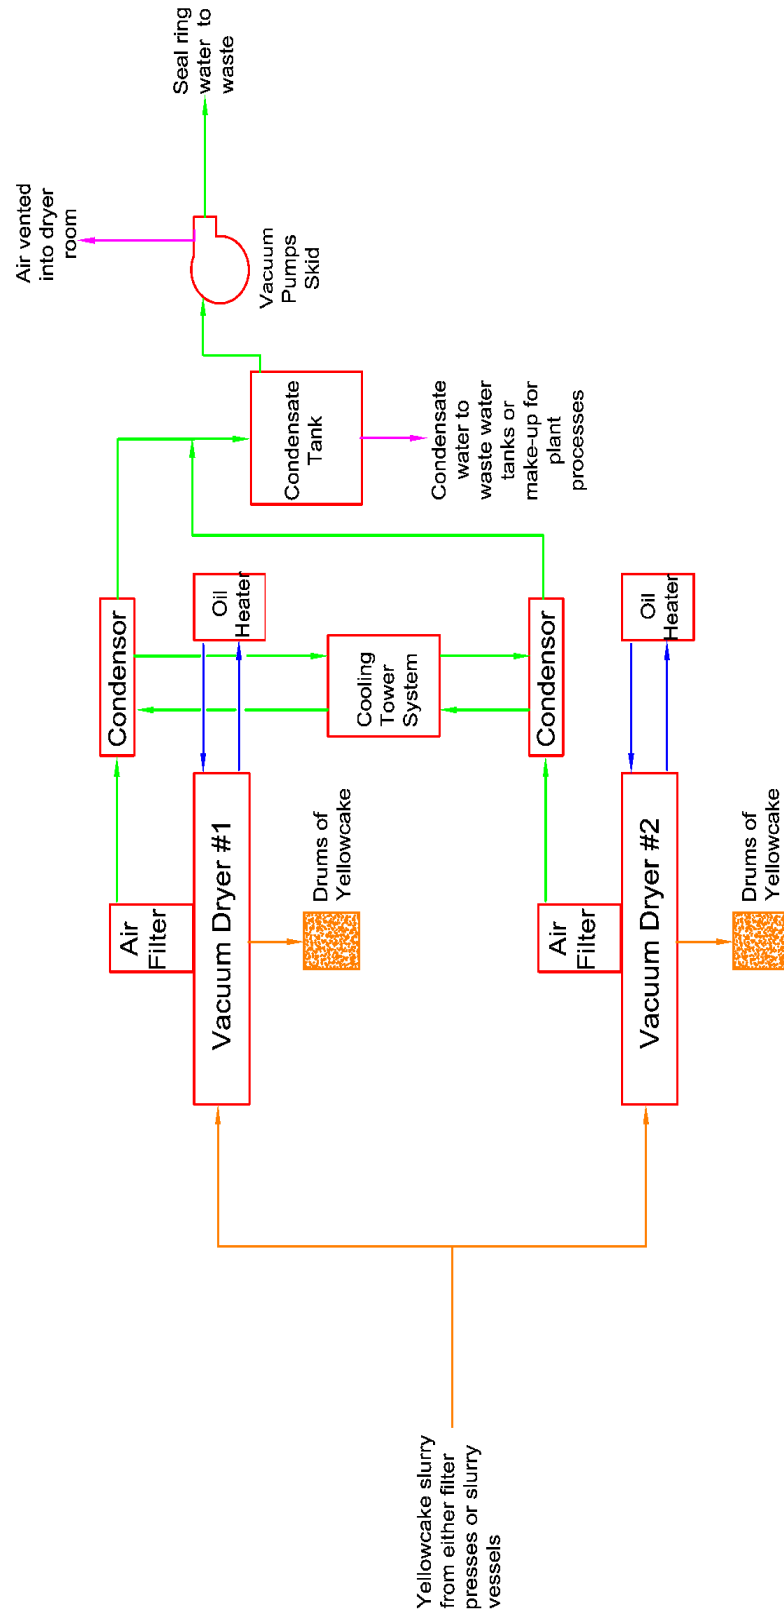 Yellowcake slurry
from either filter
presses or slurry
vessels
Air
Filter
Vacuum Dryer #1
Drums of
Yellowcake
Condensor
Oil
Heater
Cooling
Tower
System
Air
Filter
Vacuum Dryer #2
Drums of
Yellowcake
Condensor
Oil
Heater
Condensate
Tank
Condensate
water to
waste water
tanks or
make-up for
plant
processes
Vacuum
Pumps
Skid
Air vented
into dryer
room
Seal ring
water to
waste